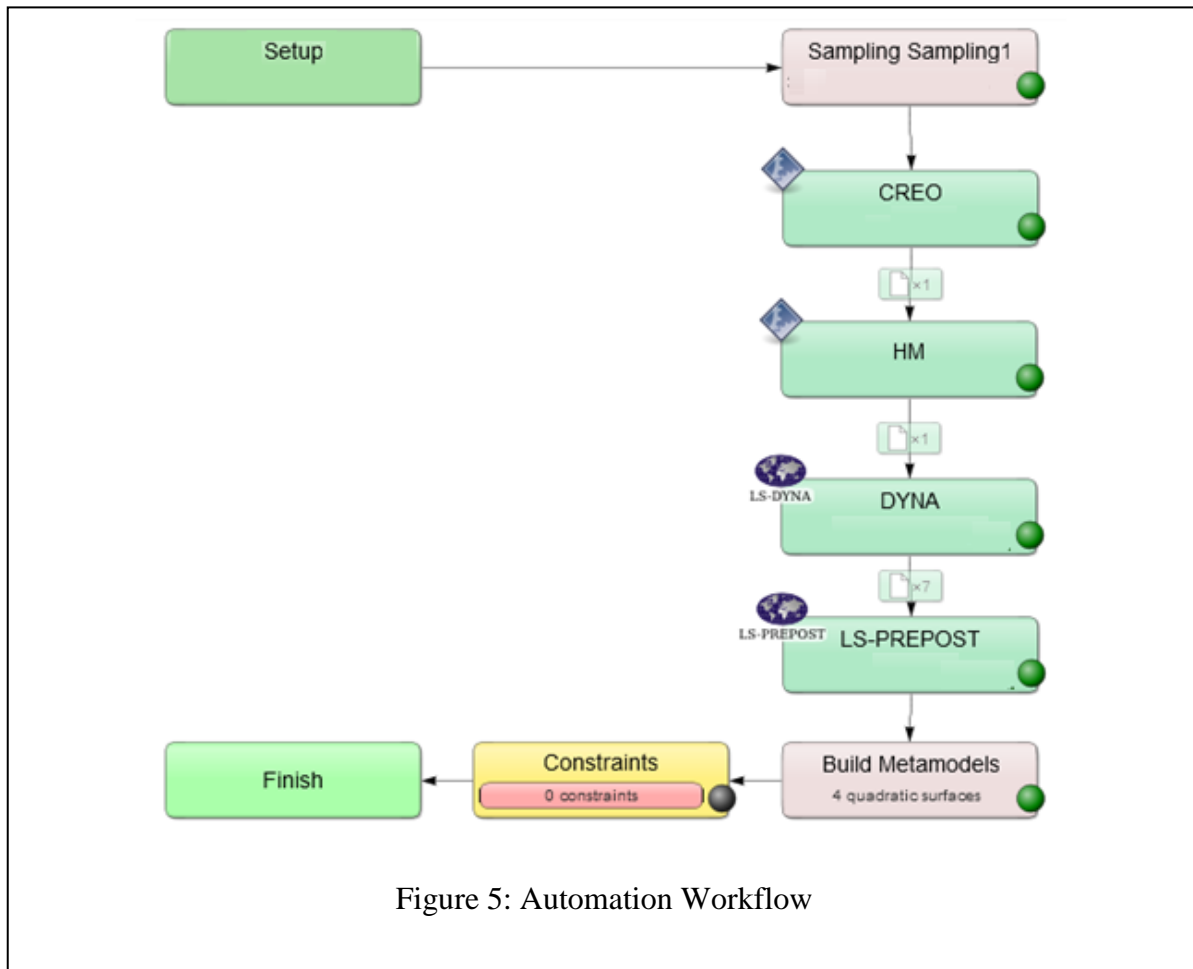 Setup
Sampling Sampling1
CREO
×1
HM
×1
LS-DYNA
DYNA
×7
LS-PREPOST
LS-PREPOST
Finish
Constraints
0 constraints
Build Metamodels
4 quadratic surfaces
Figure 5: Automation Workflow